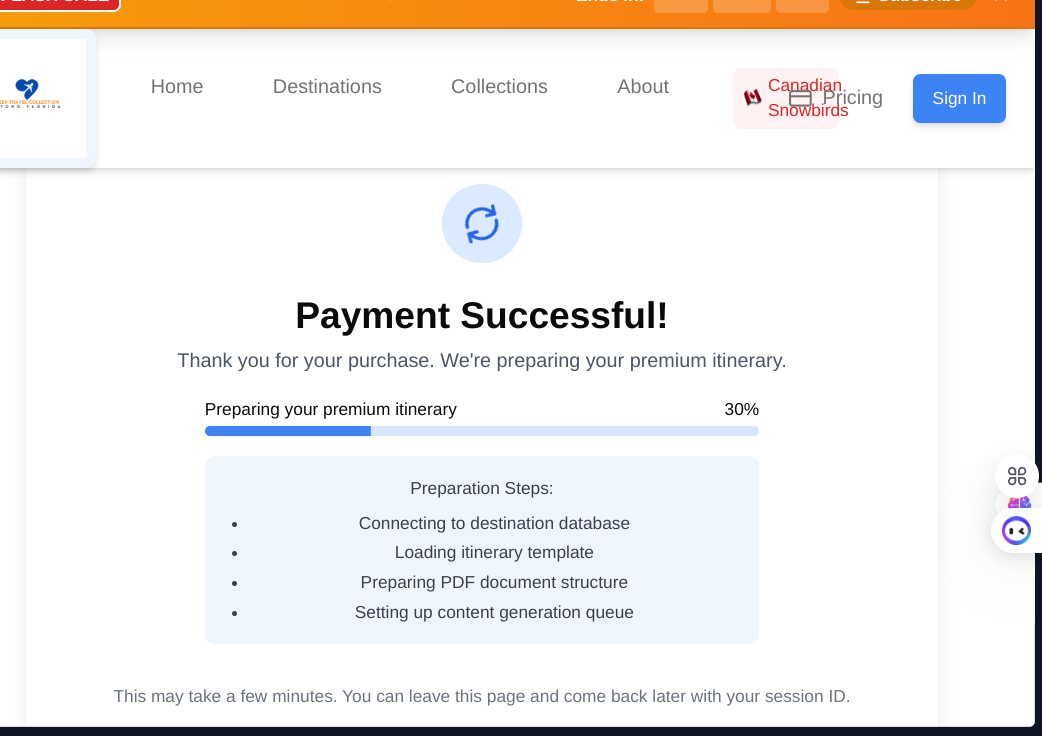 Home
Destinations
Collections
About
Canadian
Snowbirds
Pricing
Sign In
Payment Successful!
Thank you for your purchase. We're preparing your premium itinerary.
Preparing your premium itinerary
30%
Preparation Steps:
• Connecting to destination database
• Loading itinerary template
• Preparing PDF document structure
• Setting up content generation queue
This may take a few minutes. You can leave this page and come back later with your session ID.